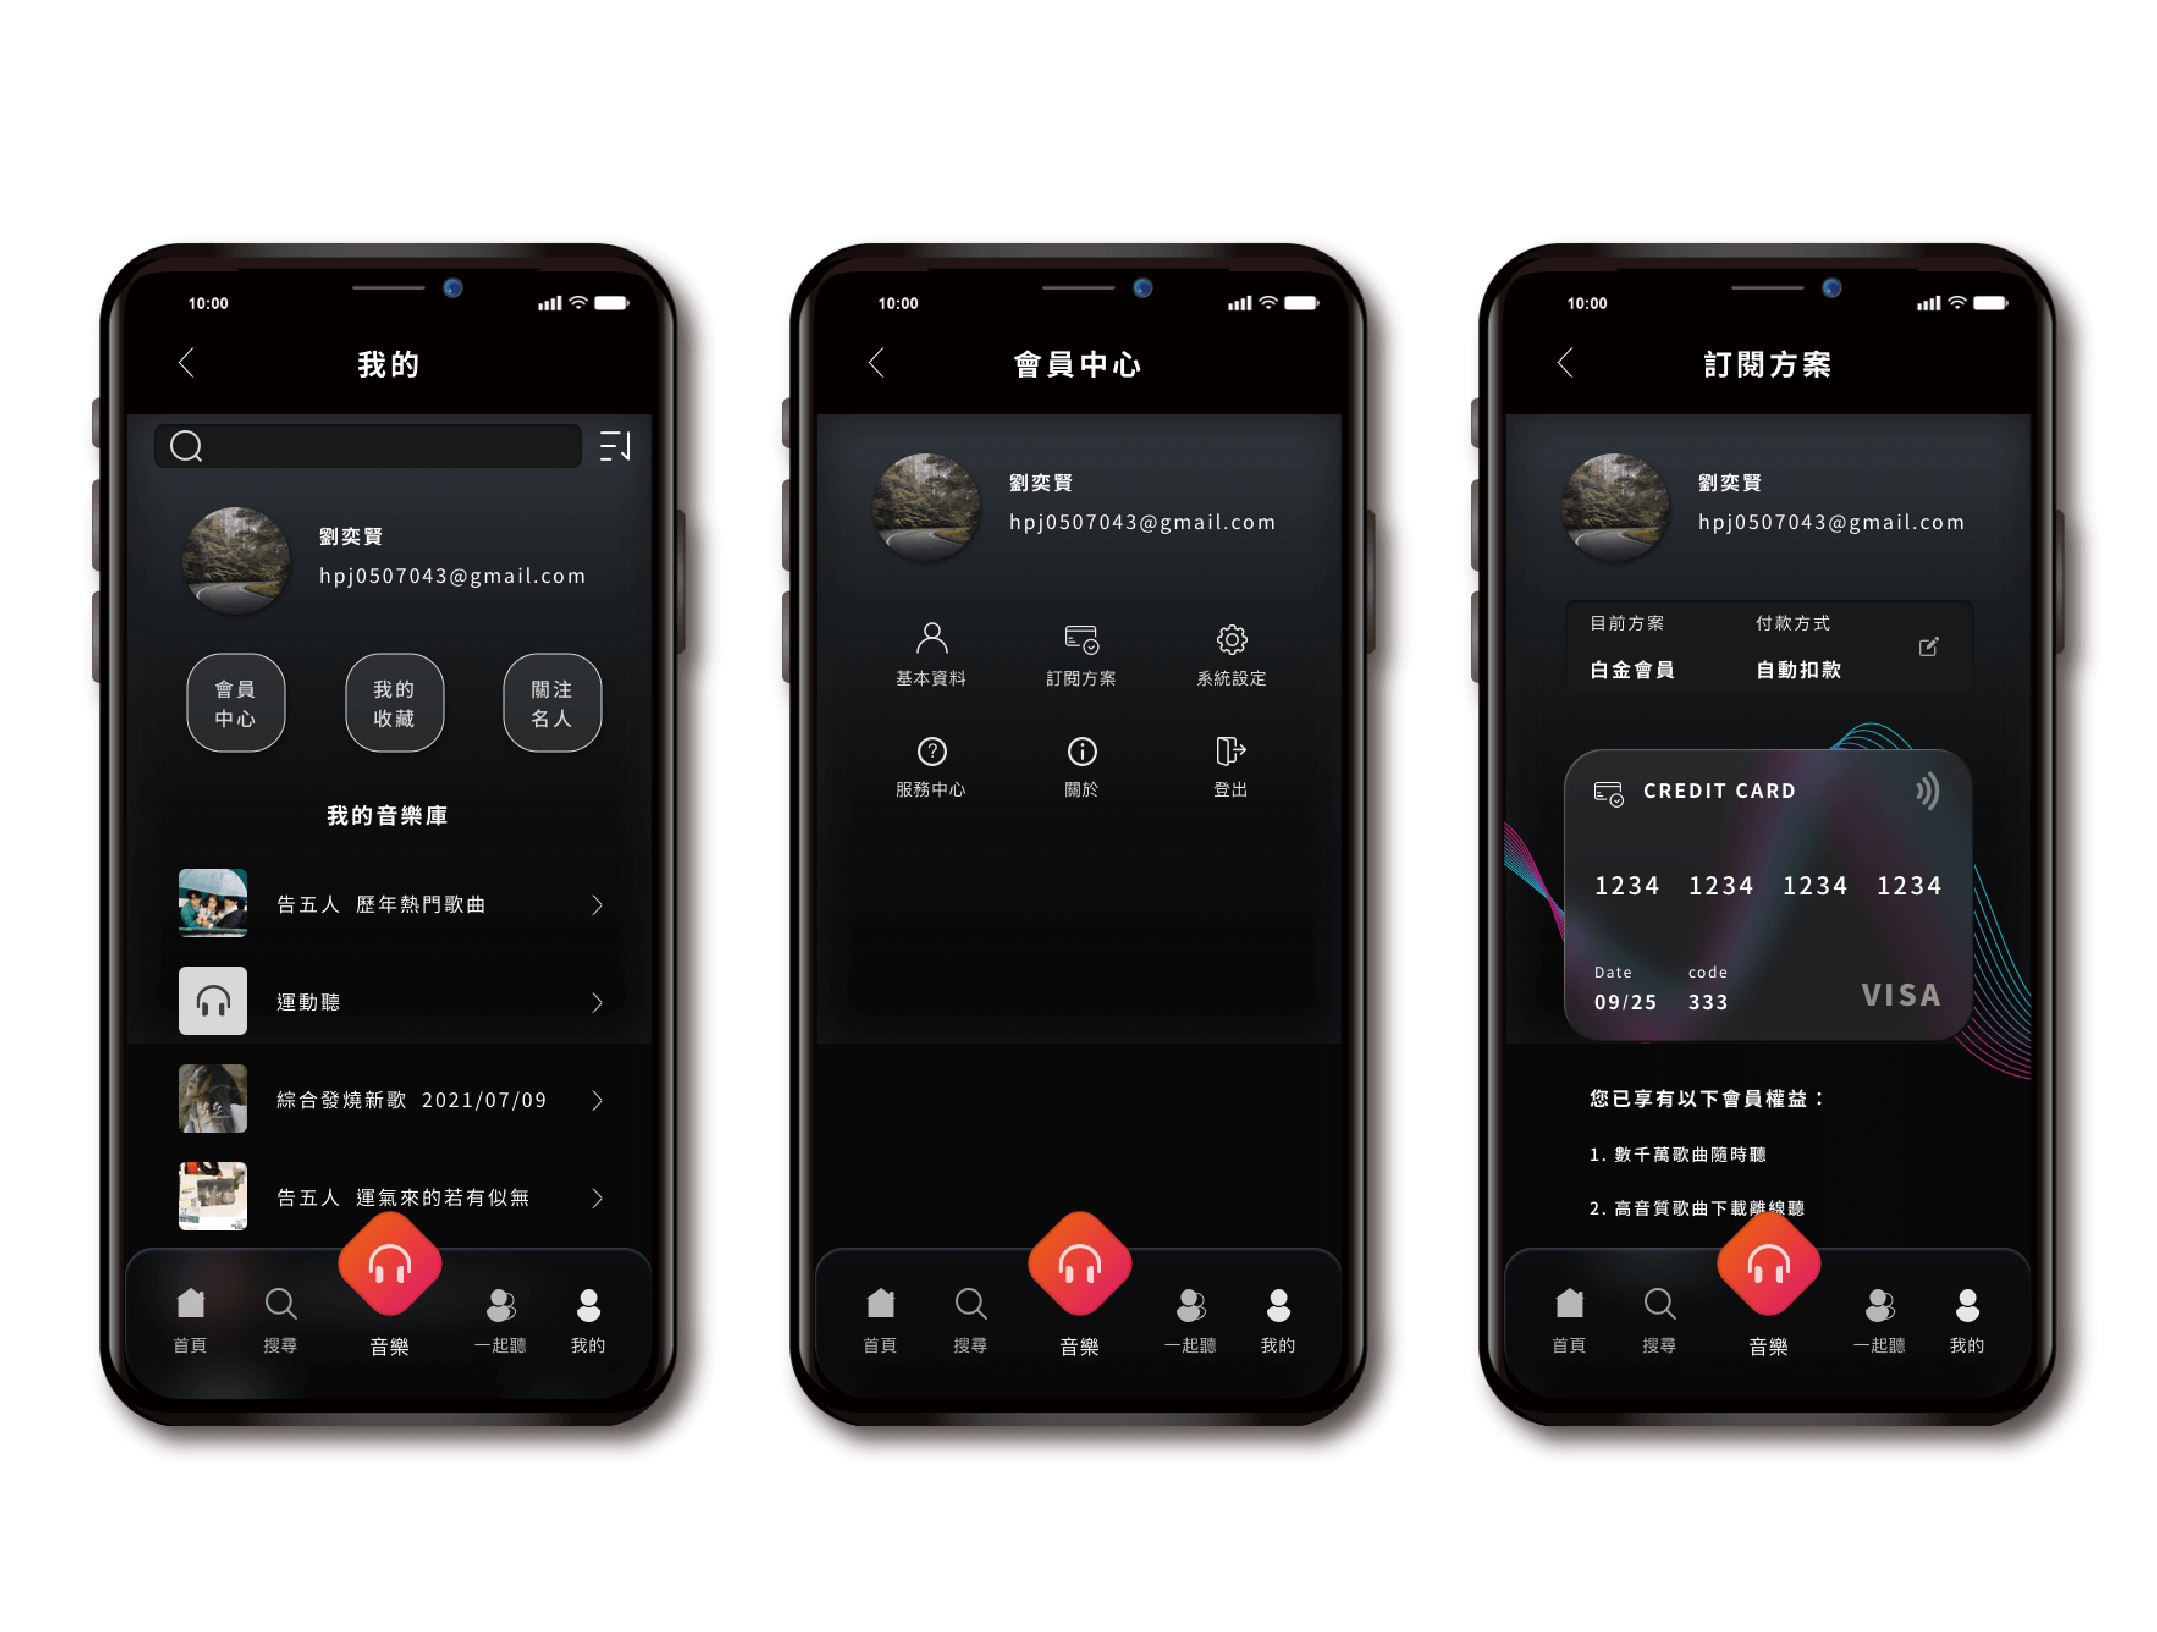 10:00
我的
劉奕賢
hpj0507043@gmail.com
會員
中心
我的
收藏
關注
名人
我的音樂庫
告五人 歷年熱門歌曲
運動聽
綜合發燒新歌 2021/07/09
告五人 運氣來的若有似無
首頁
搜尋
音樂
一起聽
我的
10:00
會員中心
劉奕賢
hpj0507043@gmail.com
基本資料
訂閱方案
系統設定
服務中心
關於
登出
首頁
搜尋
音樂
一起聽
我的
10:00
訂閱方案
劉奕賢
hpj0507043@gmail.com
目前方案
付款方式
白金會員
自動扣款
CREDIT CARD
1234 1234 1234 1234
Date
code
09/25
333
VISA
您已享有以下會員權益：
1. 數千萬歌曲隨時聽
2. 高音質歌曲下載離線聽
首頁
搜尋
音樂
一起聽
我的